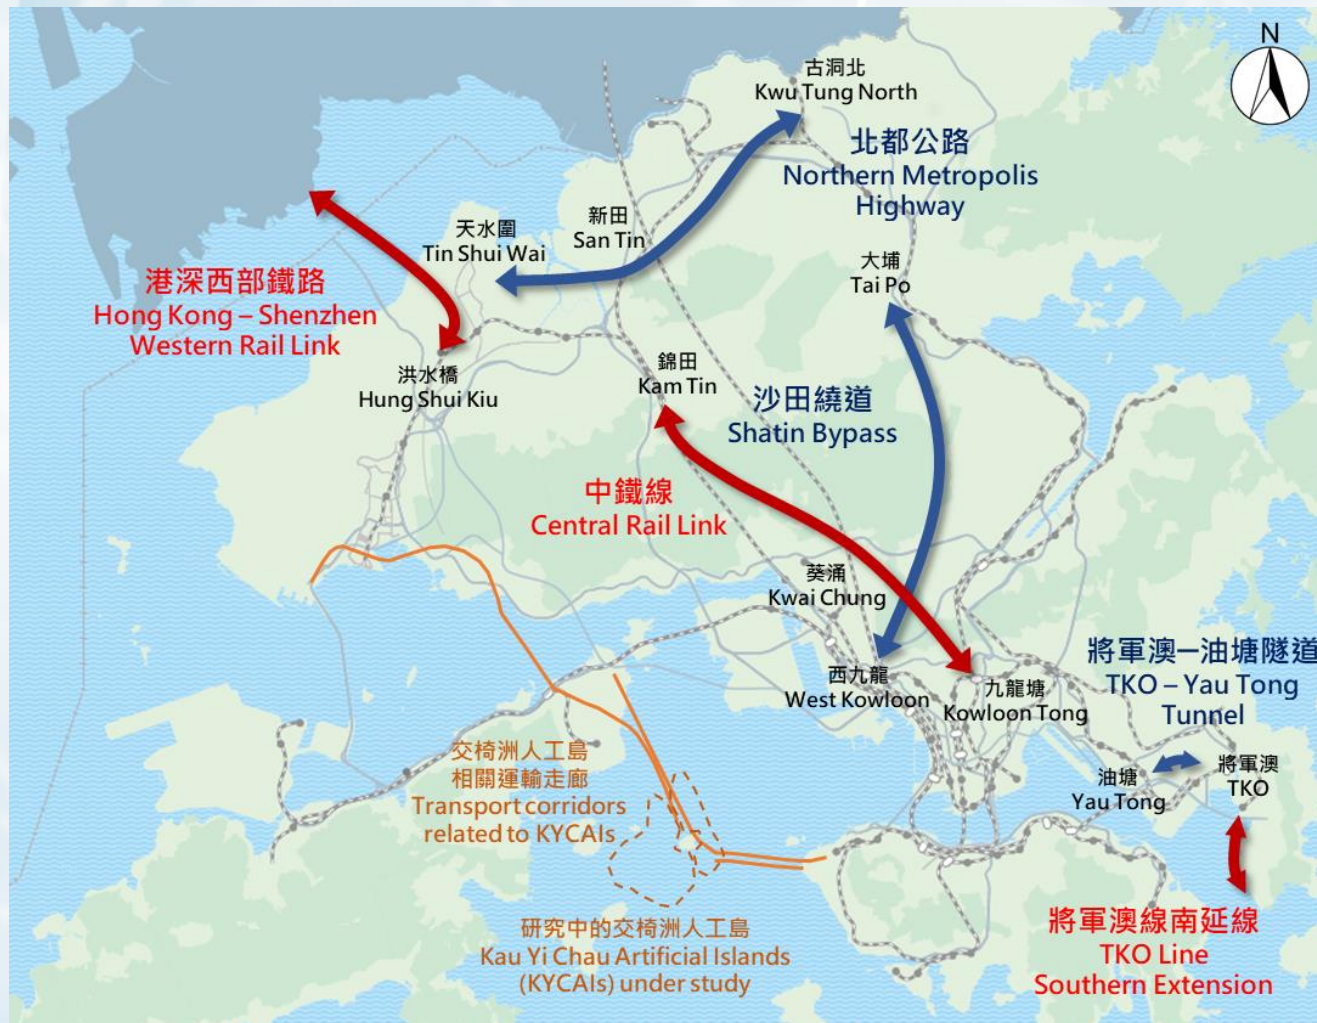 N
古洞北
Kwu Tung North
北都公路
Northern Metropolis
Highway
天水圍
Tin Shui Wai
新田
San Tin
大埔
Tai Po
港深西部鐵路
Hong Kong – Shenzhen
Western Rail Link
洪水橋
Hung Shui Kiu
錦田
Kam Tin
沙田繞道
Shatin Bypass
中鐵線
Central Rail Link
葵涌
Kwai Chung
西九龍
West Kowloon
九龍塘
Kowloon Tong
將軍澳–油塘隧道
TKO – Yau Tong
Tunnel
油塘
Yau Tong
將軍澳
TKO
交椅洲人工島
相關運輸走廊
Transport corridors
related to KYCAIs
研究中的交椅洲人工島
Kau Yi Chau Artificial Islands
(KYCAIs) under study
將軍澳線南延線
TKO Line
Southern Extension